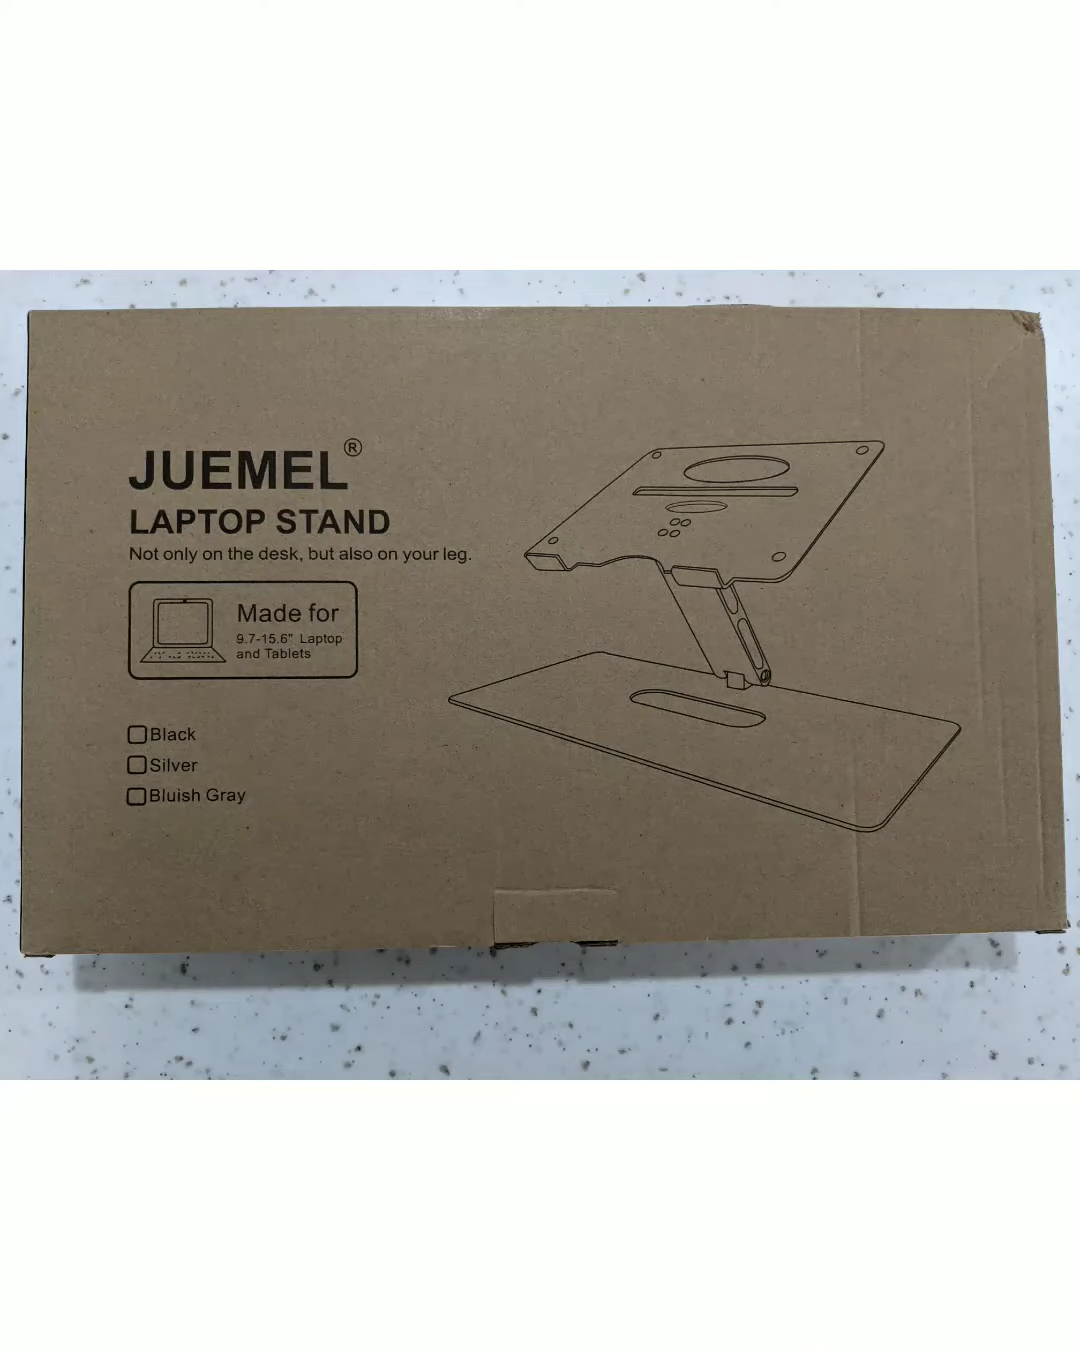 JUEMEL®
LAPTOP STAND
Not only on the desk, but also on your leg.
Made for
9.7-15.6" Laptop
and Tablets
Black
Silver
Bluish Gray